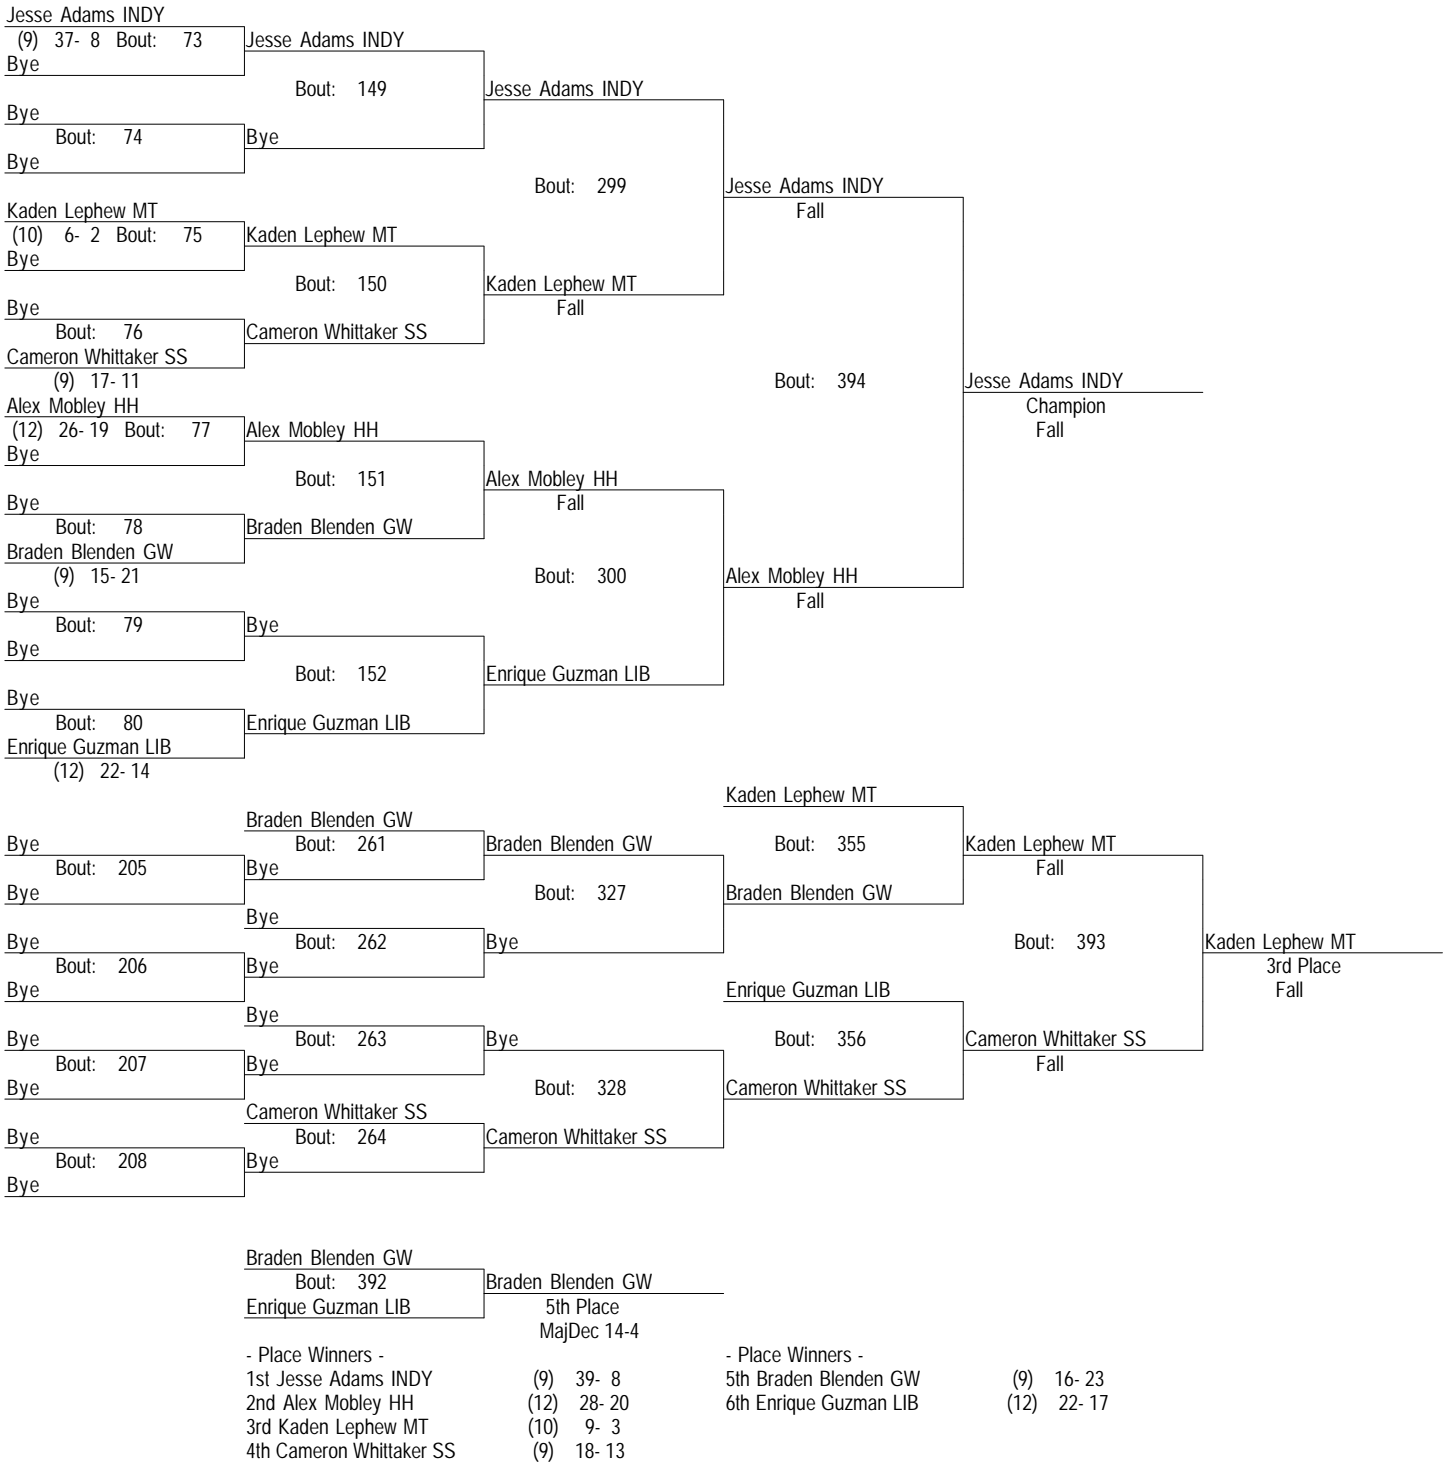 Jesse Adams INDY
(9) 37- 8 Bout: 73 Jesse Adams INDY
Bye
Bout: 149 Jesse Adams INDY
Bye
Bout: 74 Bye
Bye
Bout: 299 Jesse Adams INDY
Kaden Lephew MT Fall
(10) 6- 2 Bout: 75 Kaden Lephew MT
Bye
Bout: 150 Kaden Lephew MT
Bye Fall
Bout: 76 Cameron Whittaker SS
Cameron Whittaker SS
(9) 17- 11 Bout: 394 Jesse Adams INDY
Alex Mobley HH Champion
(12) 26- 19 Bout: 77 Alex Mobley HH Fall
Bye
Bout: 151 Alex Mobley HH
Bye Fall
Bout: 78 Braden Blenden GW
Braden Blenden GW
(9) 15- 21 Bout: 300 Alex Mobley HH
Bye Fall
Bout: 79 Bye
Bye
Bout: 152 Enrique Guzman LIB
Bye
Bout: 80 Enrique Guzman LIB
Enrique Guzman LIB
(12) 22- 14
Kaden Lephew MT
Braden Blenden GW
Bye Bout: 261 Braden Blenden GW Bout: 355 Kaden Lephew MT
Bout: 205 Bye Fall
Bye Bout: 327 Braden Blenden GW
Bye
Bye Bout: 262 Bye Bout: 393 Kaden Lephew MT
Bout: 206 Bye 3rd Place
Bye Enrique Guzman LIB Fall
Bye
Bye Bout: 263 Bye Bout: 356 Cameron Whittaker SS
Bout: 207 Bye Fall
Bye Bout: 328 Cameron Whittaker SS
Cameron Whittaker SS
Bye Bout: 264 Cameron Whittaker SS
Bout: 208 Bye
Bye
Braden Blenden GW
Bout: 392 Braden Blenden GW
Enrique Guzman LIB 5th Place
MajDec 14-4
- Place Winners - - Place Winners -
1st Jesse Adams INDY (9) 39- 8 5th Braden Blenden GW (9) 16- 23
2nd Alex Mobley HH (12) 28- 20 6th Enrique Guzman LIB (12) 22- 17
3rd Kaden Lephew MT (10) 9- 3
4th Cameron Whittaker SS (9) 18- 13